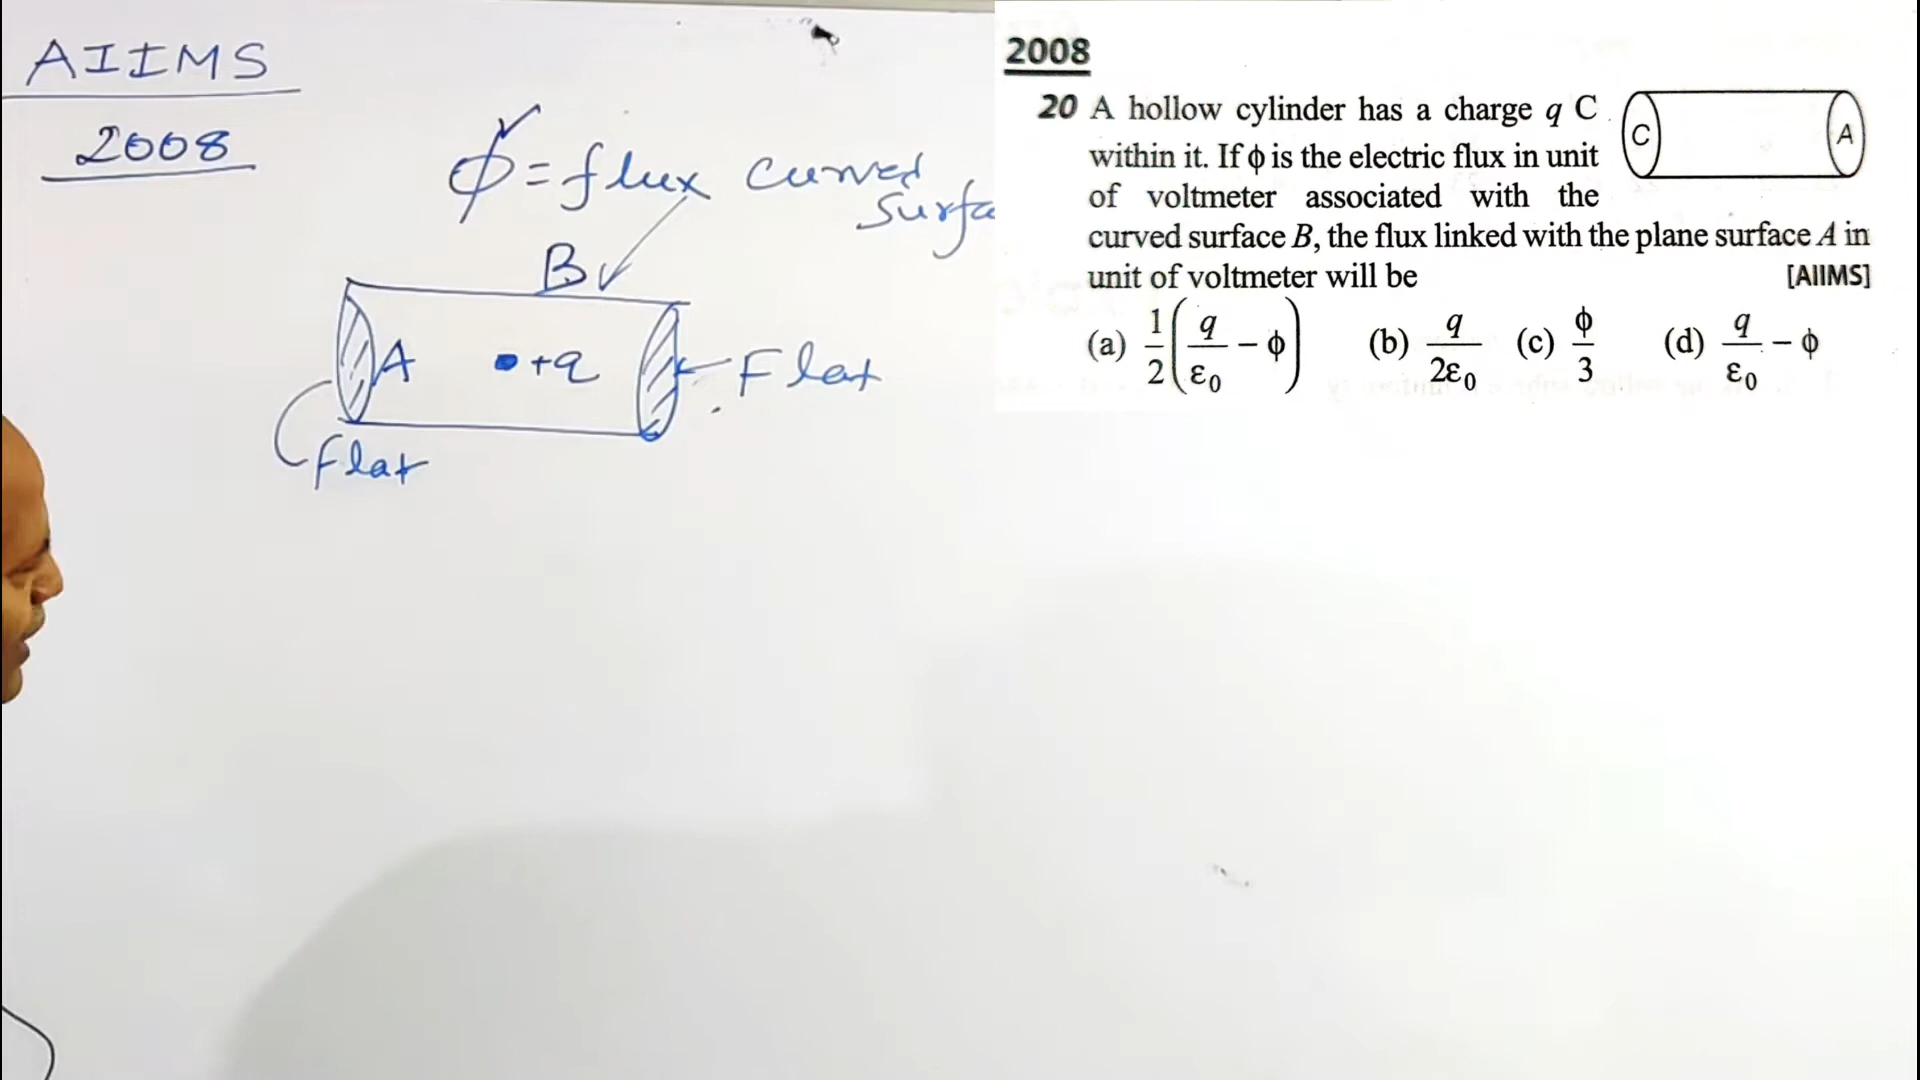 AIIMS
2008
ϕ = flux curved
surfa
B
A
+q
Flat
Flat
2008
20 A hollow cylinder has a charge q C
within it. If ϕ is the electric flux in unit
of voltmeter associated with the
curved surface B, the flux linked with the plane surface A in
unit of voltmeter will be [AIIMS]
C A
(a) 1/2 (q/ε₀ − ϕ) (b) q/2ε₀ (c) ϕ/3 (d) q/ε₀ − ϕ